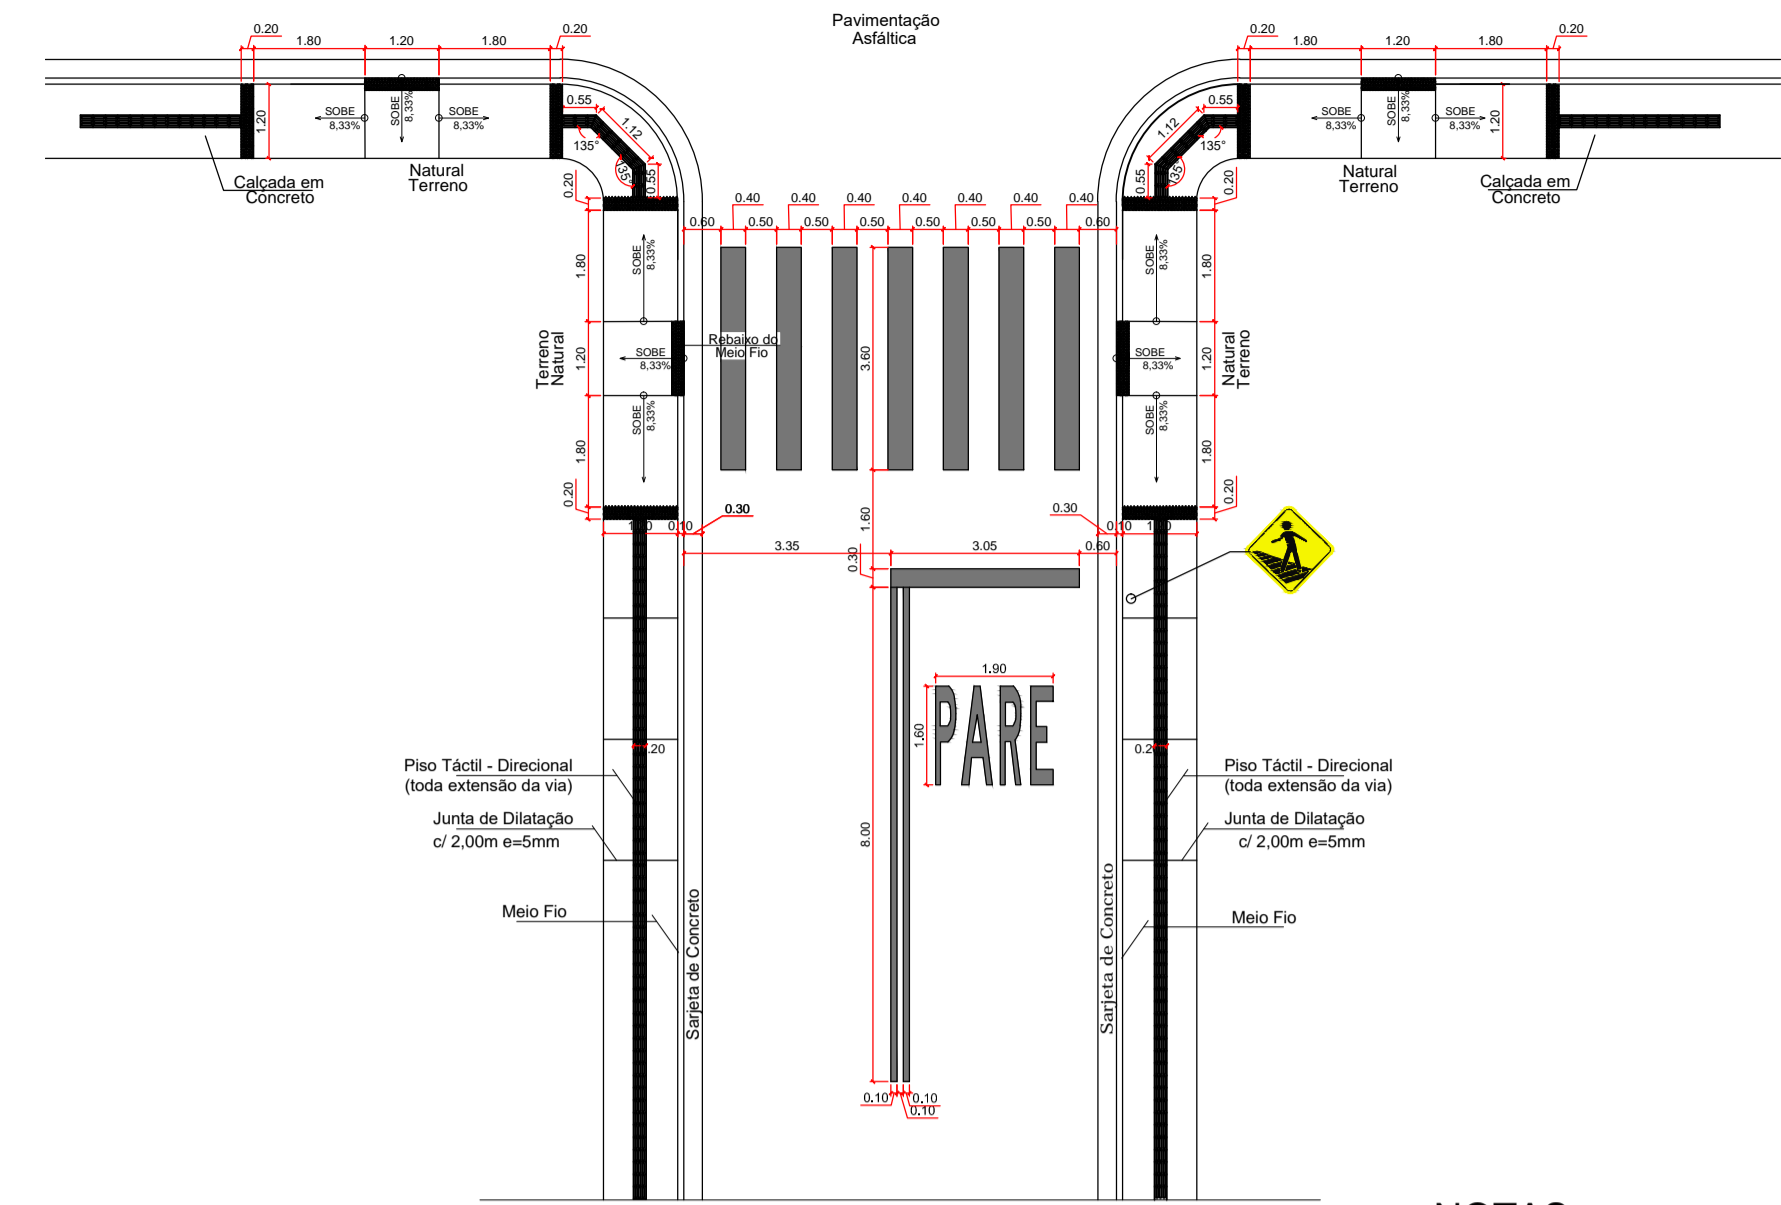 Pavimentação
Asfáltica
0.20
1.80
1.20
1.80
0.20
0.20
1.80
1.20
1.80
0.20
SOBE
8,33%
SOBE
8,33%
SOBE
8,33%
1.20
0.55
1.12
135°
135°
0.55
0.20
Natural
Terreno
Calçada em
Concreto
0.55
1.12
135°
135°
0.55
0.20
SOBE
8,33%
SOBE
8,33%
SOBE
8,33%
1.20
Natural
Terreno
Calçada em
Concreto
0.40
0.40
0.40
0.40
0.40
0.40
0.40
0.60
0.50
0.50
0.50
0.50
0.50
0.50
0.60
1.80
SOBE
8,33%
Terreno
Natural
1.20
SOBE
8,33%
Rebaixo do
Meio Fio
3.60
1.80
SOBE
8,33%
0.20
SOBE
8,33%
1.80
SOBE
8,33%
1.20
Natural
Terreno
SOBE
8,33%
1.80
0.20
0.10
0.30
1.60
0.30
0.10
3.35
3.05
0.60
0.30
1.90
PARE
1.60
.20
0.2
8.00
Piso Táctil - Direcional
(toda extensão da via)
Junta de Dilatação
c/ 2,00m e=5mm
Meio Fio
Sarjeta de Concreto
Piso Táctil - Direcional
(toda extensão da via)
Junta de Dilatação
c/ 2,00m e=5mm
Meio Fio
Sarjeta de Concreto
0.10
0.10
0.10